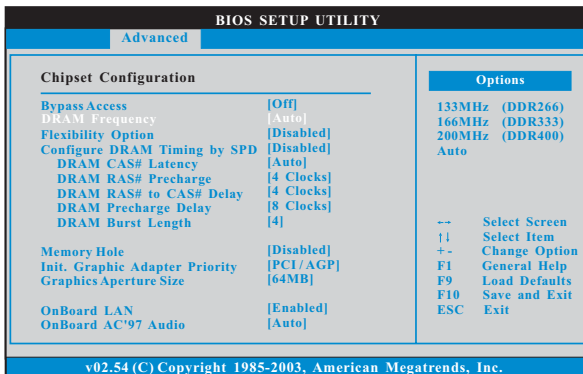 BIOS SETUP UTILITY
Advanced
Chipset Configuration
Bypass Access [Off]
DRAM Frequency [Auto]
Flexibility Option [Disabled]
Configure DRAM Timing by SPD [Disabled]
DRAM CAS# Latency [Auto]
DRAM RAS# Precharge [4 Clocks]
DRAM RAS# to CAS# Delay [4 Clocks]
DRAM Precharge Delay [8 Clocks]
DRAM Burst Length [4]
Memory Hole [Disabled]
Init. Graphic Adapter Priority [PCI/AGP]
Graphics Aperture Size [64MB]
OnBoard LAN [Enabled]
OnBoard AC'97 Audio [Auto]
Options
133MHz (DDR266)
166MHz (DDR333)
200MHz (DDR400)
Auto
←→ Select Screen
↑↓ Select Item
+ - Change Option
F1 General Help
F9 Load Defaults
F10 Save and Exit
ESC Exit
v02.54 (C) Copyright 1985-2003, American Megatrends, Inc.